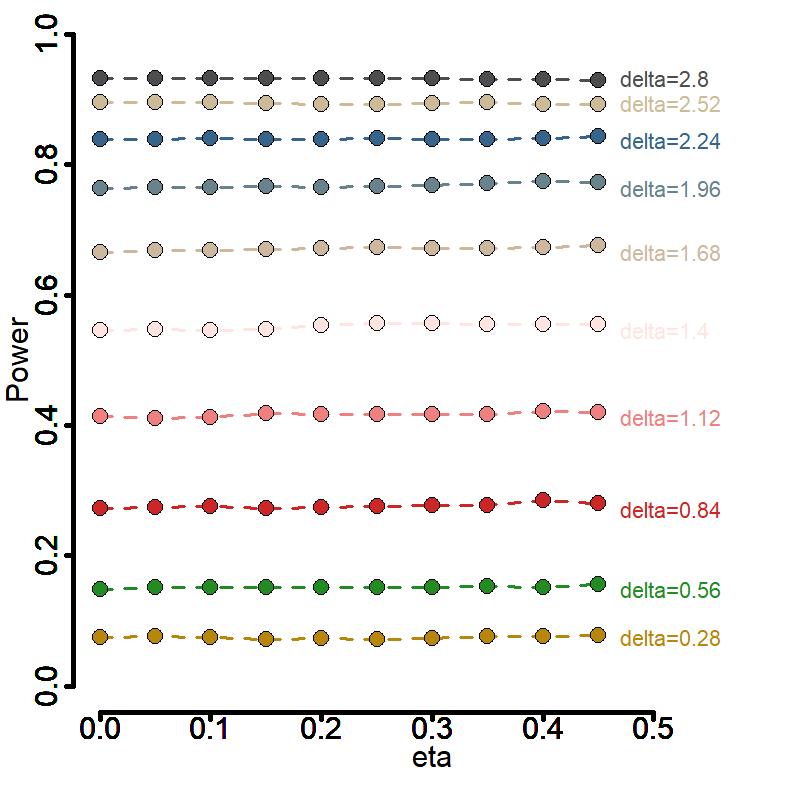 1.0
0.8
0.6
0.4
0.2
0.0
Power
delta=2.8
delta=2.52
delta=2.24
delta=1.96
delta=1.68
delta=1.4
delta=1.12
delta=0.84
delta=0.56
delta=0.28
0.0 0.1 0.2 0.3 0.4 0.5
eta